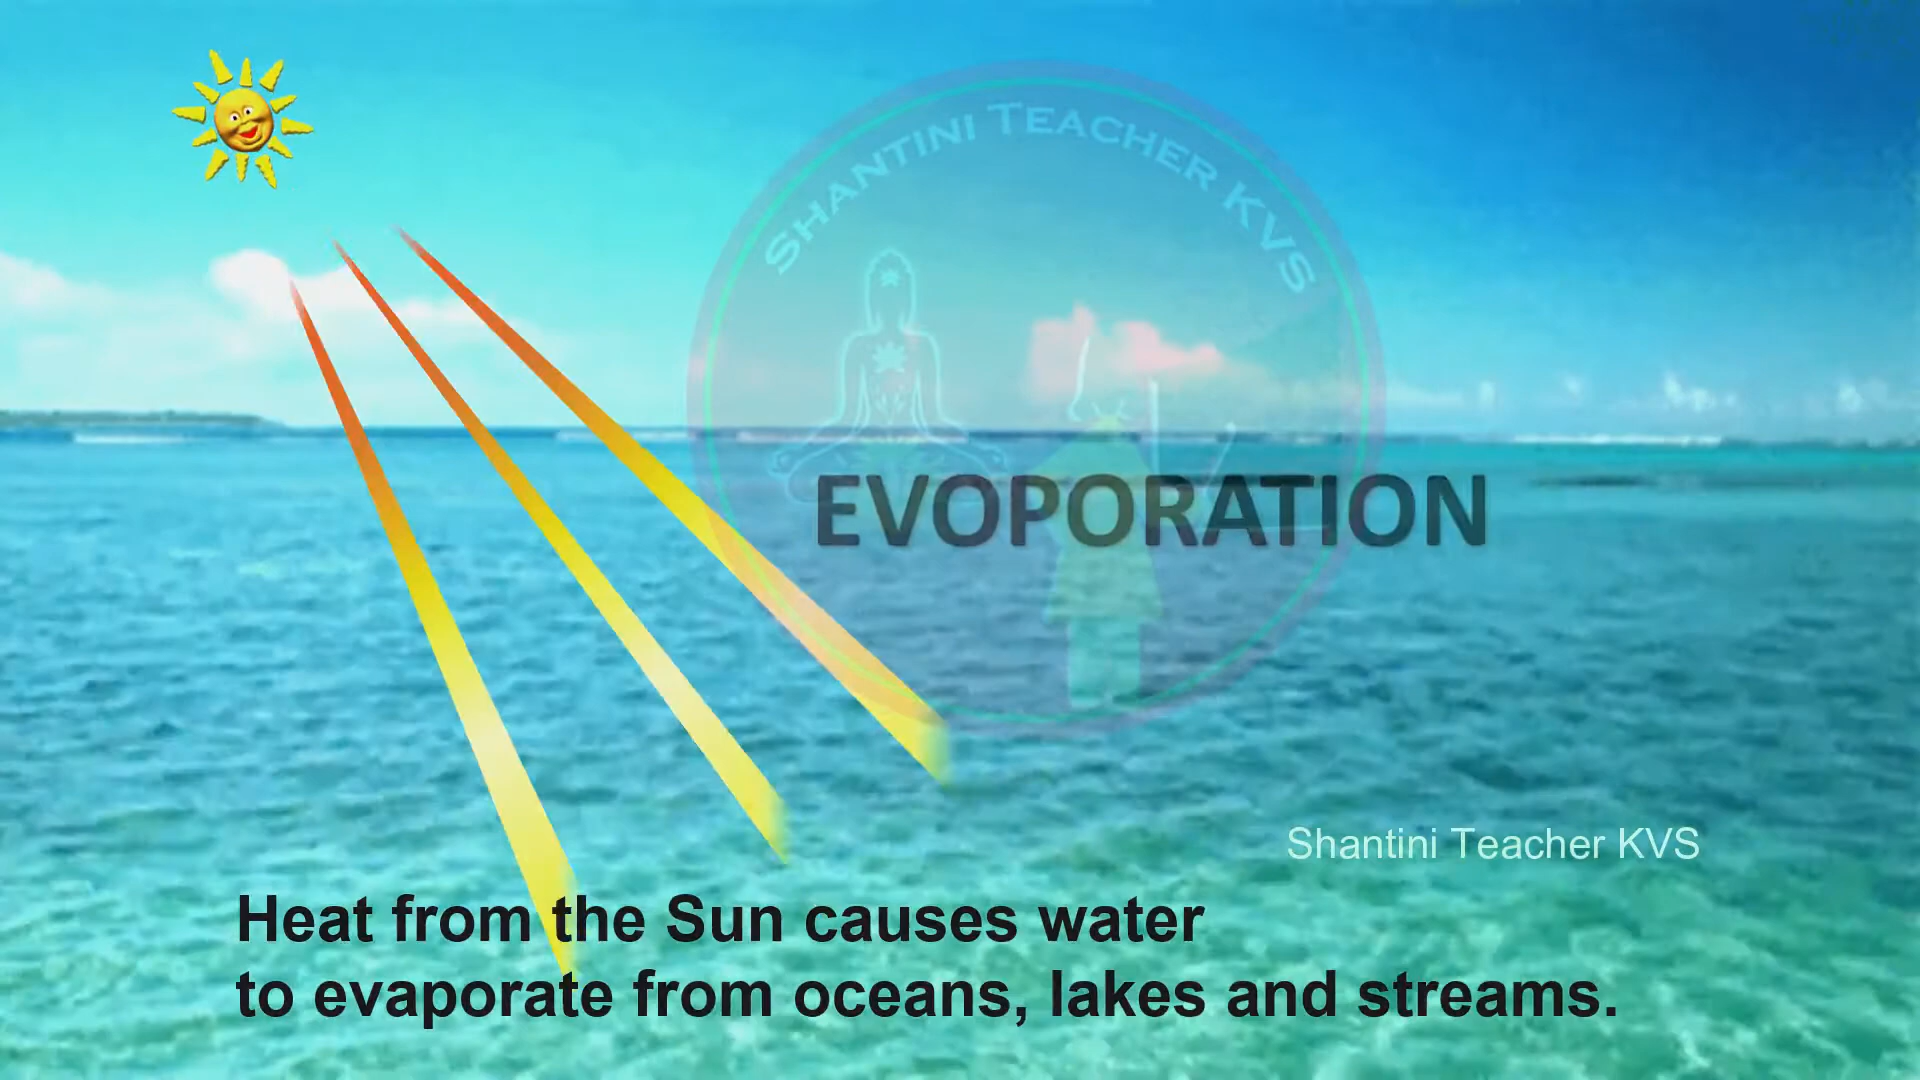 SHANTINI TEACHER KVS
EVOPORATION
Shantini Teacher KVS
Heat from the Sun causes water
to evaporate from oceans, lakes and streams.